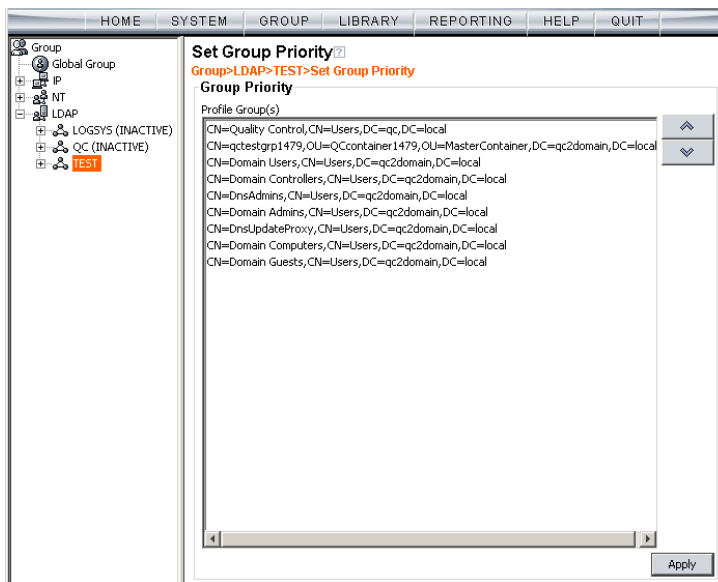 HOME SYSTEM GROUP LIBRARY REPORTING HELP QUIT
Group
Global Group
IP
NT
LDAP
LOGSYS (INACTIVE)
QC (INACTIVE)
TEST
Set Group Priority
Group>LDAP>TEST>Set Group Priority
Group Priority
Profile Group(s)
CN=Quality Control,CN=Users,DC=qc,DC=local
CN=qctestgrp1479,OU=QCcontainer1479,OU=MasterContainer,DC=qc2domain,DC=local
CN=Domain Users,CN=Users,DC=qc2domain,DC=local
CN=Domain Controllers,CN=Users,DC=qc2domain,DC=local
CN=DnsAdmins,CN=Users,DC=qc2domain,DC=local
CN=Domain Admins,CN=Users,DC=qc2domain,DC=local
CN=DnsUpdateProxy,CN=Users,DC=qc2domain,DC=local
CN=Domain Computers,CN=Users,DC=qc2domain,DC=local
CN=Domain Guests,CN=Users,DC=qc2domain,DC=local
Apply